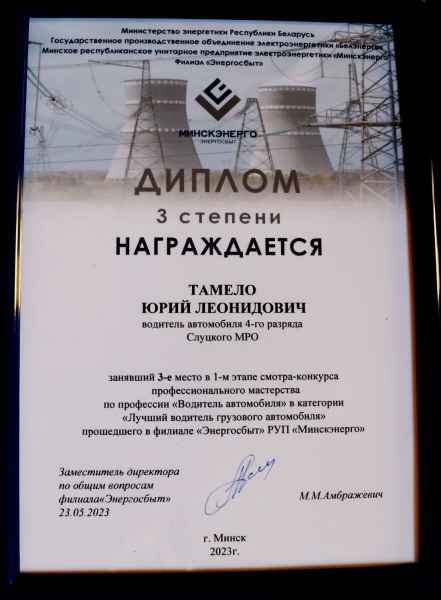 Министерство энергетики Республики Беларусь
Государственное производственное объединение электроэнергетики «Белэнерго»
Минское республиканское унитарное предприятие электроэнергетики «Минскэнерго»
Филиал «Энергосбыт»
МИНСКЭНЕРГО
ЭНЕРГОСБЫТ
ДИПЛОМ
3 степени
НАГРАЖДАЕТСЯ
ТАМЕЛО
ЮРИЙ ЛЕОНИДОВИЧ
водитель автомобиля 4-го разряда
Слуцкого МРО
занявший 3-е место в 1-м этапе смотра-конкурса
профессионального мастерства
по профессии «Водитель автомобиля» в категории
«Лучший водитель грузового автомобиля»
прошедшего в филиале «Энергосбыт» РУП «Минскэнерго»
Заместитель директора
по общим вопросам
филиала«Энергосбыт»
М.М.Амбражевич
23.05.2023
г. Минск
2023г.